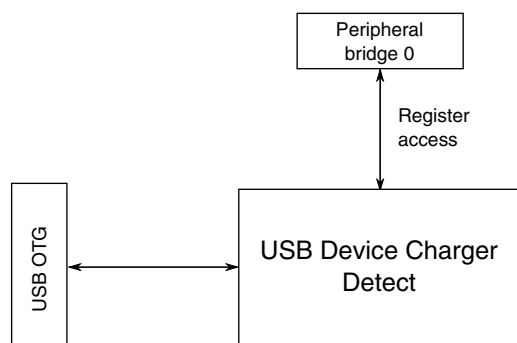 Peripheral
bridge 0
Register
access
USB OTG
USB Device Charger
Detect